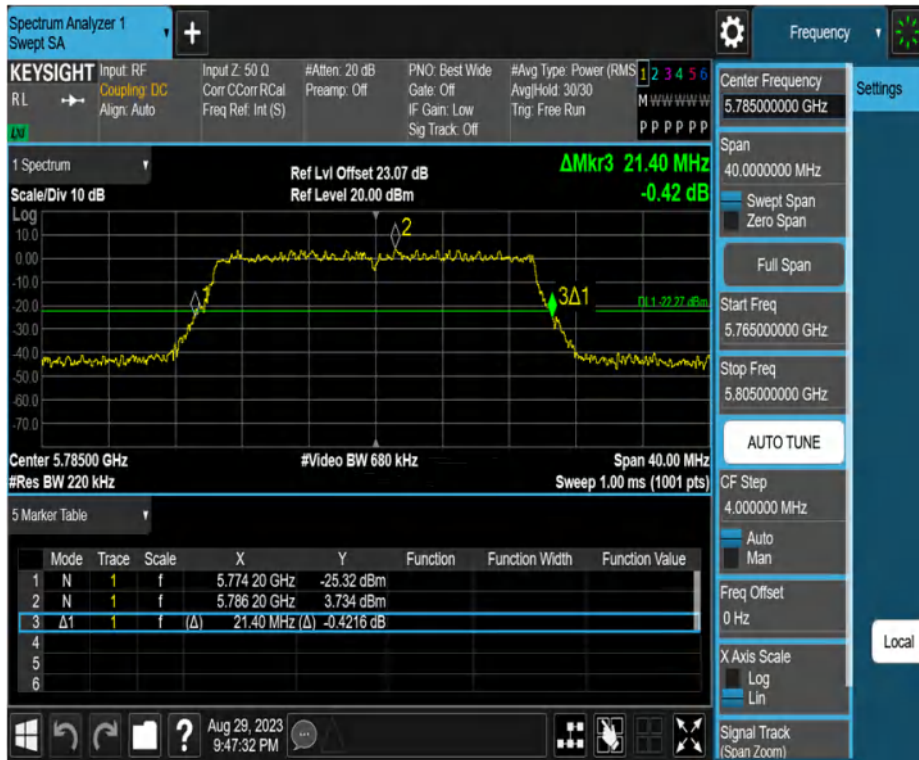 Spectrum Analyzer 1
Swept SA
Frequency
KEYSIGHT
RL
LXI
Input: RF
Coupling: DC
Align: Auto
Input Z: 50 Ω
Corr CCorr RCal
Freq Ref: Int (S)
#Atten: 20 dB
Preamp: Off
PNO: Best Wide
Gate: Off
IF Gain: Low
Sig Track: Off
#Avg Type: Power (RMS
Avg|Hold: 30/30
Trig: Free Run
1 2 3 4 5 6
M W W W W W
P P P P P P
Center Frequency
5.785000000 GHz
Settings
Span
40.0000000 MHz
Swept Span
Zero Span
Full Span
Start Freq
5.765000000 GHz
Stop Freq
5.805000000 GHz
AUTO TUNE
CF Step
4.000000 MHz
Auto
Man
Freq Offset
0 Hz
X Axis Scale
Log
Lin
Signal Track
(Span Zoom)
Local
1 Spectrum
Scale/Div 10 dB
Ref Lvl Offset 23.07 dB
Ref Level 20.00 dBm
ΔMkr3 21.40 MHz
-0.42 dB
Log
10.0
0.00
-10.0
-20.0
-30.0
-40.0
-50.0
-60.0
-70.0
2
1
3Δ1
DL1 -22.27 dBm
Center 5.78500 GHz
#Video BW 680 kHz
Span 40.00 MHz
#Res BW 220 kHz
Sweep 1.00 ms (1001 pts)
5 Marker Table
Mode Trace Scale X Y Function Function Width Function Value
1 N 1 f 5.774 20 GHz -25.32 dBm
2 N 1 f 5.786 20 GHz 3.734 dBm
3 Δ1 1 f (Δ) 21.40 MHz (Δ) -0.4216 dB
4
5
6
?
Aug 29, 2023
9:47:32 PM